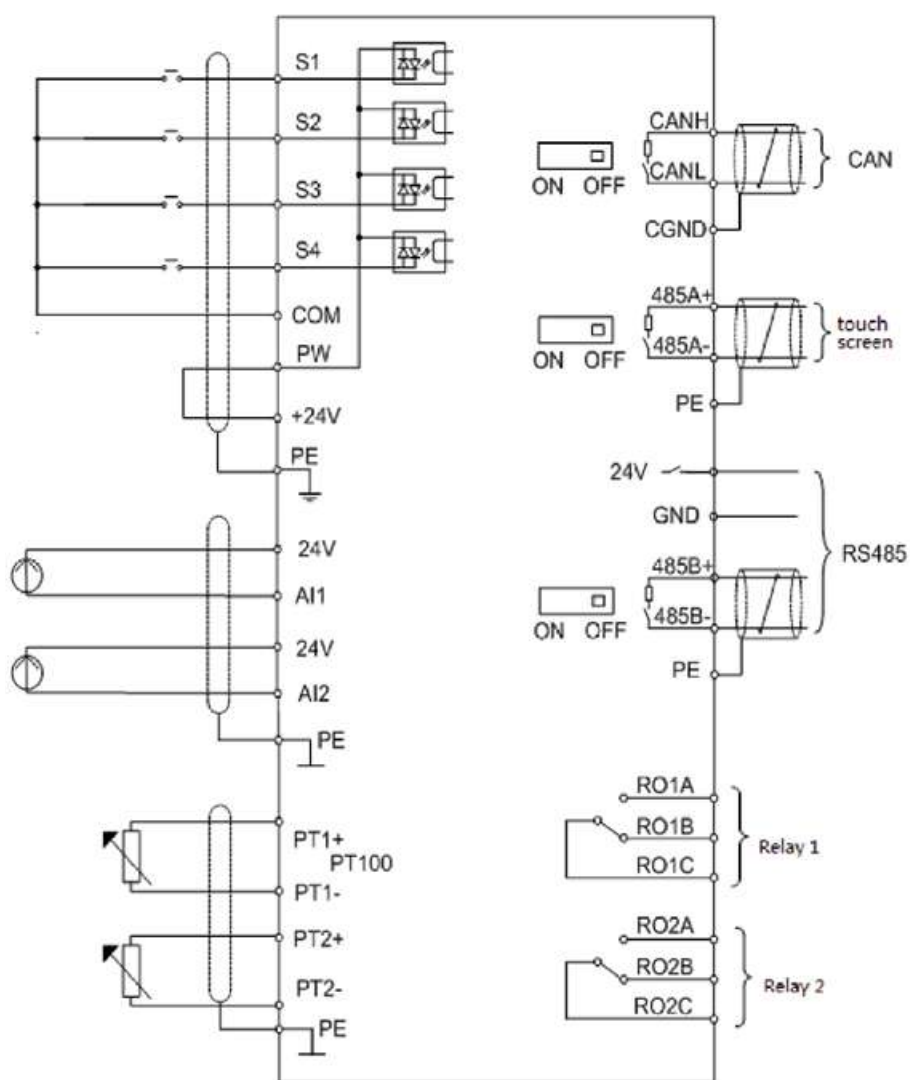 S1
S2
S3
S4
COM
PW
+24V
PE
24V
AI1
24V
AI2
PE
PT1+
PT100
PT1-
PT2+
PT2-
PE
CANH
CANL
ON OFF
CAN
CGND
485A+
485A-
ON OFF
touch
screen
PE
24V
GND
RS485
485B+
485B-
ON OFF
PE
RO1A
RO1B
Relay 1
RO1C
RO2A
RO2B
Relay 2
RO2C